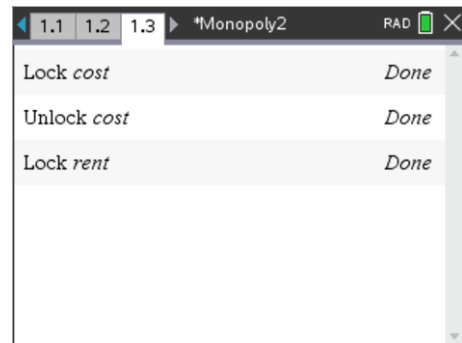 1.1 1.2 1.3 *Monopoly2 RAD
Lock cost Done
Unlock cost Done
Lock rent Done